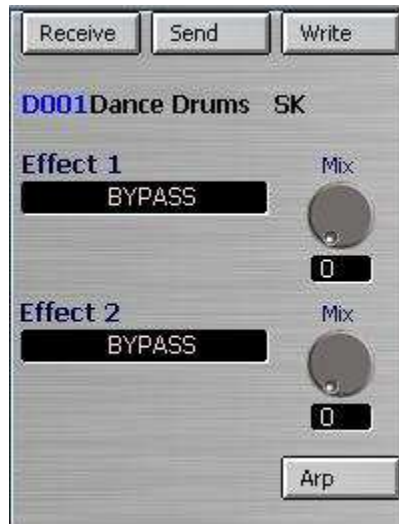 Receive Send Write
D001Dance Drums SK
Effect 1 Mix
BYPASS
0
Effect 2 Mix
BYPASS
0
Arp